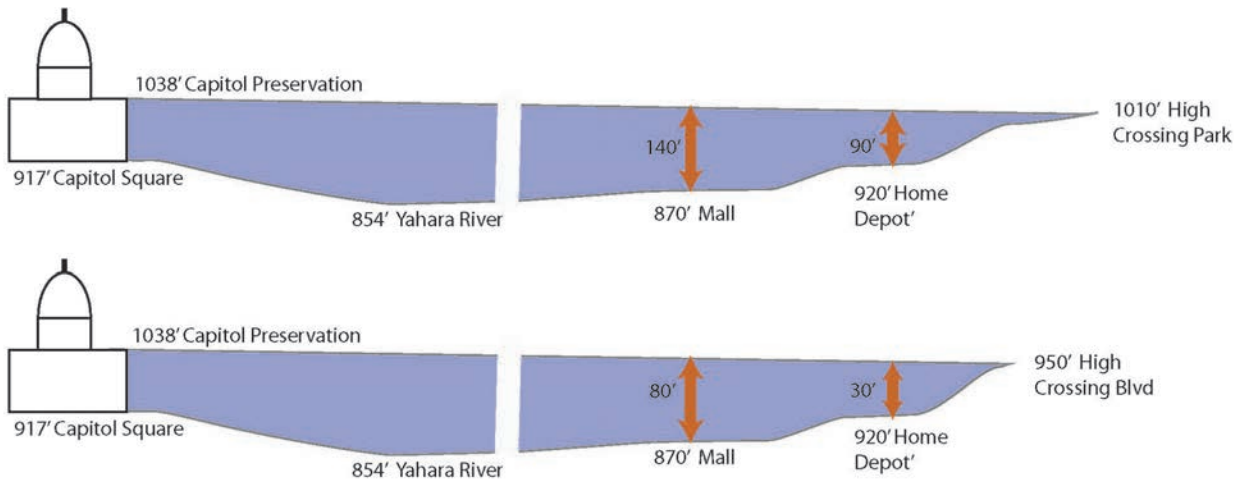 1038' Capitol Preservation
1010' High
Crossing Park
140'
90'
917' Capitol Square
854' Yahara River
870' Mall
920' Home
Depot'
1038' Capitol Preservation
950' High
Crossing Blvd
80'
30'
917' Capitol Square
854' Yahara River
870' Mall
920' Home
Depot'